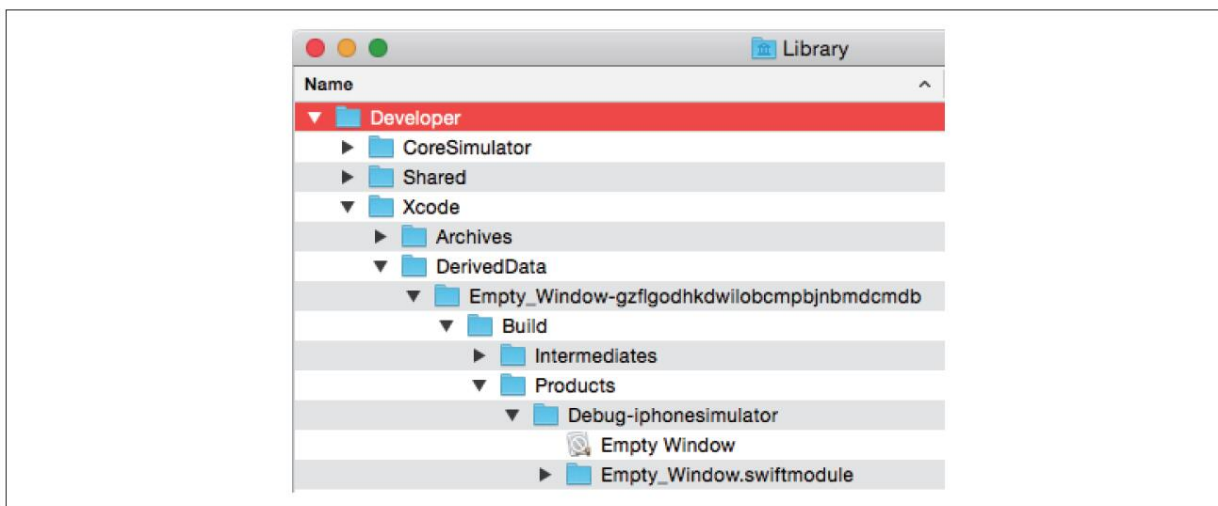 Library
Name
Developer
CoreSimulator
Shared
Xcode
Archives
DerivedData
Empty_Window-gzflgodhkdwilobcmpbjnbmdcmdb
Build
Intermediates
Products
Debug-iphonesimulator
Empty Window
Empty_Window.swiftmodule